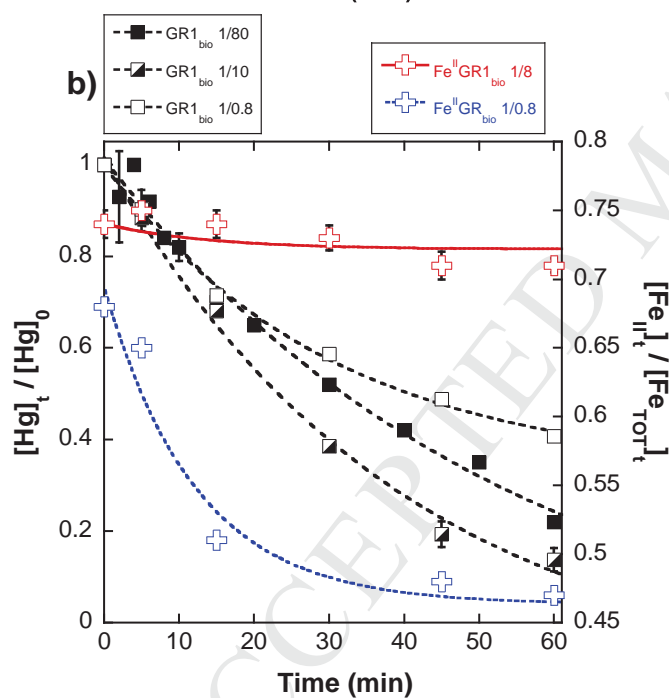 b)
GR1bio 1/80
GR1bio 1/10
GR1bio 1/0.8
FeIIGR1bio 1/8
FeIIGRbio 1/0.8
1
0.8
0.6
0.4
0.2
0
0.8
0.75
0.7
0.65
0.6
0.55
0.5
0.45
0 10 20 30 40 50 60
[Hg]t / [Hg]0
[FeII t] / [FeTOT t]
Time (min)
CCEPTED MA